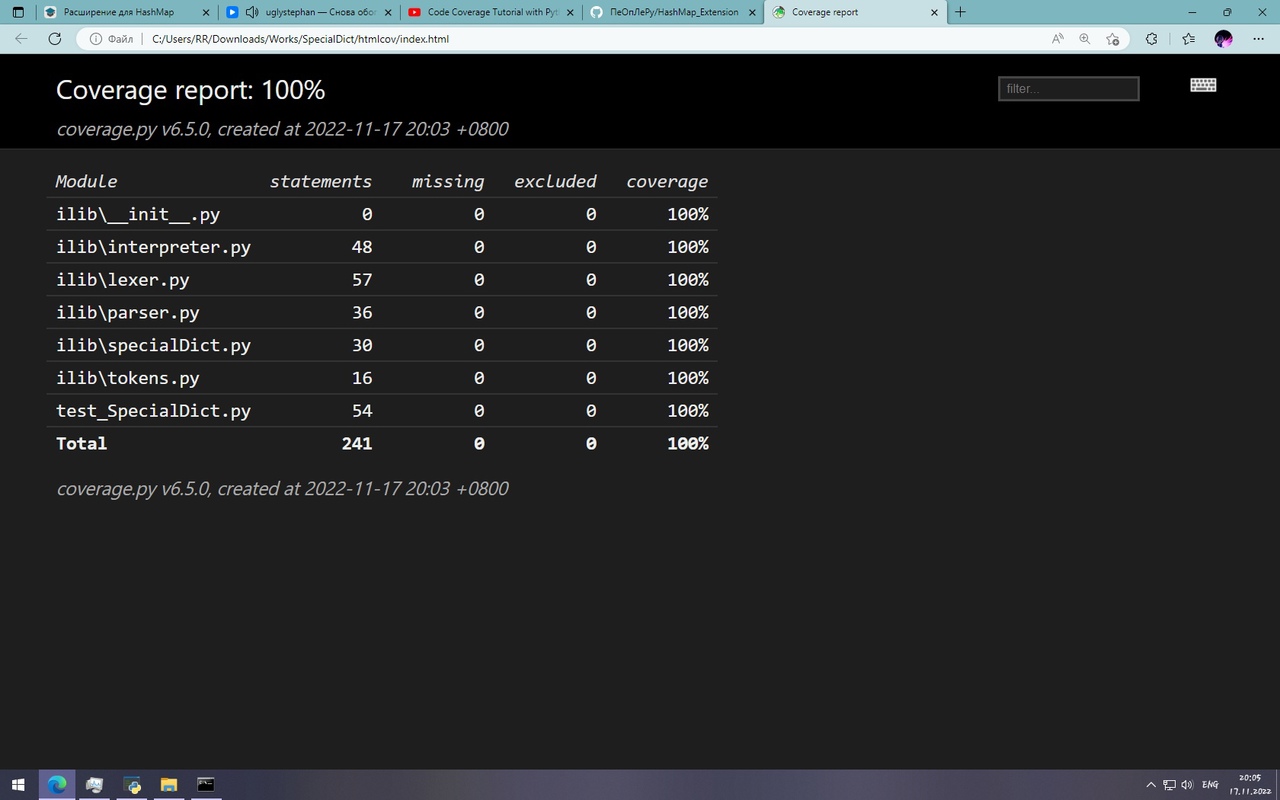 Расширение для HashMap
uglystephan — Снова обог
Code Coverage Tutorial with Pyt
ПеОпЛеРу/HashMap_Extension
Coverage report
Файл
C:/Users/RR/Downloads/Works/SpecialDict/htmlcov/index.html
Coverage report: 100%
filter...
coverage.py v6.5.0, created at 2022-11-17 20:03 +0800
Module statements missing excluded coverage
ilib\__init__.py 0 0 0 100%
ilib\interpreter.py 48 0 0 100%
ilib\lexer.py 57 0 0 100%
ilib\parser.py 36 0 0 100%
ilib\specialDict.py 30 0 0 100%
ilib\tokens.py 16 0 0 100%
test_SpecialDict.py 54 0 0 100%
Total 241 0 0 100%
coverage.py v6.5.0, created at 2022-11-17 20:03 +0800
ENG
20:05
17.11.2022